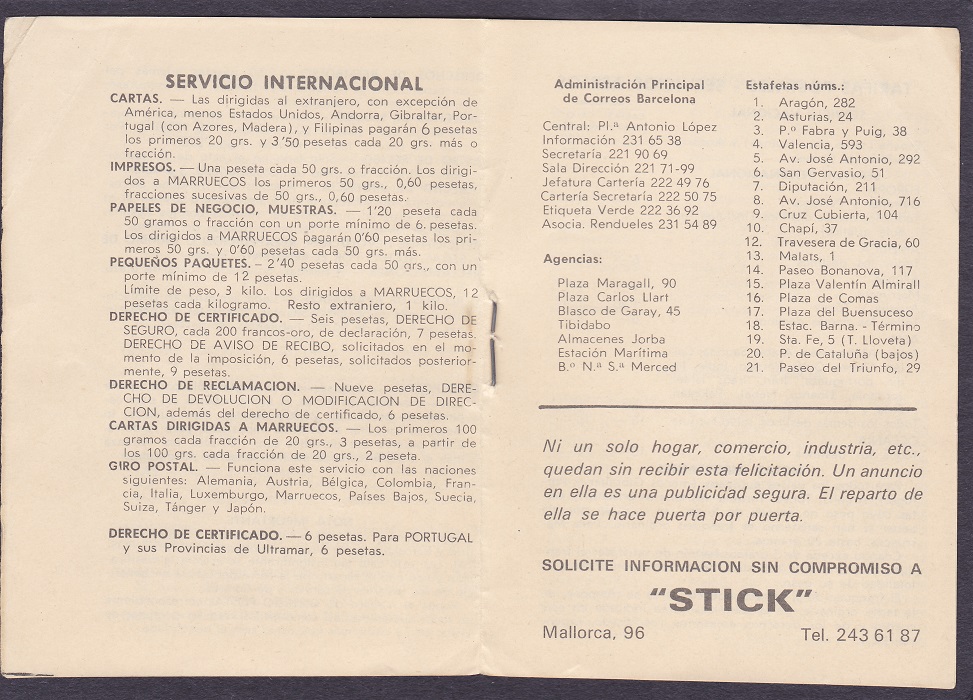 SERVICIO INTERNACIONAL
CARTAS. — Las dirigidas al extranjero, con excepción de
América, menos Estados Unidos, Andorra, Gibraltar, Por-
tugal (con Azores, Madera), y Filipinas pagarán 6 pesetas
los primeros 20 grs. y 3'50 pesetas cada 20 grs. más o
fracción.
IMPRESOS. — Una peseta cada 50 grs. o fracción. Los dirigi-
dos a MARRUECOS los primeros 50 grs., 0,60 pesetas,
fracciones sucesivas de 50 grs., 0,60 pesetas.
PAPELES DE NEGOCIO, MUESTRAS. — 1'20 peseta cada
50 gramos o fracción con un porte mínimo de 6. pesetas.
Los dirigidos a MARRUECOS pagarán 0'60 pesetas los pri-
meros 50 grs. y 0'60 pesetas cada 50 grs. más.
PEQUEÑOS PAQUETES. – 2'40 pesetas cada 50 grs., con un
porte mínimo de 12 pesetas.
Límite de peso, 3 kilo. Los dirigidos a MARRUECOS, 12
pesetas cada kilogramo. Resto extraniero, 1 kilo.
DERECHO DE CERTIFICADO. — Seis pesetas, DERECHO DE
SEGURO, cada 200 francos-oro, de declaración, 7 pesetas.
DERECHO DE AVISO DE RECIBO, solicitados en el mo-
mento de la imposición, 6 pesetas, solicitados posterior-
mente, 9 pesetas.
DERECHO DE RECLAMACION. — Nueve pesetas, DERE-
CHO DE DEVOLUCION O MODIFICACION DE DIREC-
CION, además del derecho de certificado, 6 pesetas.
CARTAS DIRIGIDAS A MARRUECOS. — Los primeros 100
gramos cada fracción de 20 grs., 3 pesetas, a partir de
los 100 grs. cada fracción de 20 grs., 2 peseta.
GIRO POSTAL. — Funciona este servicio con las naciones
siguientes: Alemania, Austria, Bélgica, Colombia, Fran-
cia, Italia, Luxemburgo, Marruecos, Países Bajos, Suecia,
Suiza, Tánger y Japón.
DERECHO DE CERTIFICADO. — 6 pesetas. Para PORTUGAL
y sus Provincias de Ultramar, 6 pesetas.
Administración Principal
de Correos Barcelona
Central: Pl.ª Antonio López
Información 231 65 38
Secretaría 221 90 69
Sala Dirección 221 71-99
Jefatura Cartería 222 49 76
Cartería Secretaría 222 50 75
Etiqueta Verde 222 36 92
Asocia. Rendueles 231 54 89
Agencias:
Plaza Maragall, 90
Plaza Carlos Llart
Blasco de Garay, 45
Tibidabo
Almacenes Jorba
Estación Marítima
B.º N.ª S.ª Merced
Estafetas núms.:
1. Aragón, 282
2. Asturias, 24
3. P.º Fabra y Puig, 38
4. Valencia, 593
5. Av. José Antonio, 292
6. San Gervasio, 51
7. Diputación, 211
8. Av. José Antonio, 716
9. Cruz Cubierta, 104
10. Chapí, 37
12. Travesera de Gracia, 60
13. Malats, 1
14. Paseo Bonanova, 117
15. Plaza Valentín Almirall
16. Plaza de Comas
17. Plaza del Buensuceso
18. Estac. Barna. - Término
19. Sta. Fe, 5 (T. Lloveta)
20. P. de Cataluña (bajos)
21. Paseo del Triunfo, 29
Ni un solo hogar, comercio, industria, etc.,
quedan sin recibir esta felicitación. Un anuncio
en ella es una publicidad segura. El reparto de
ella se hace puerta por puerta.
SOLICITE INFORMACION SIN COMPROMISO A
"STICK"
Mallorca, 96 Tel. 243 61 87